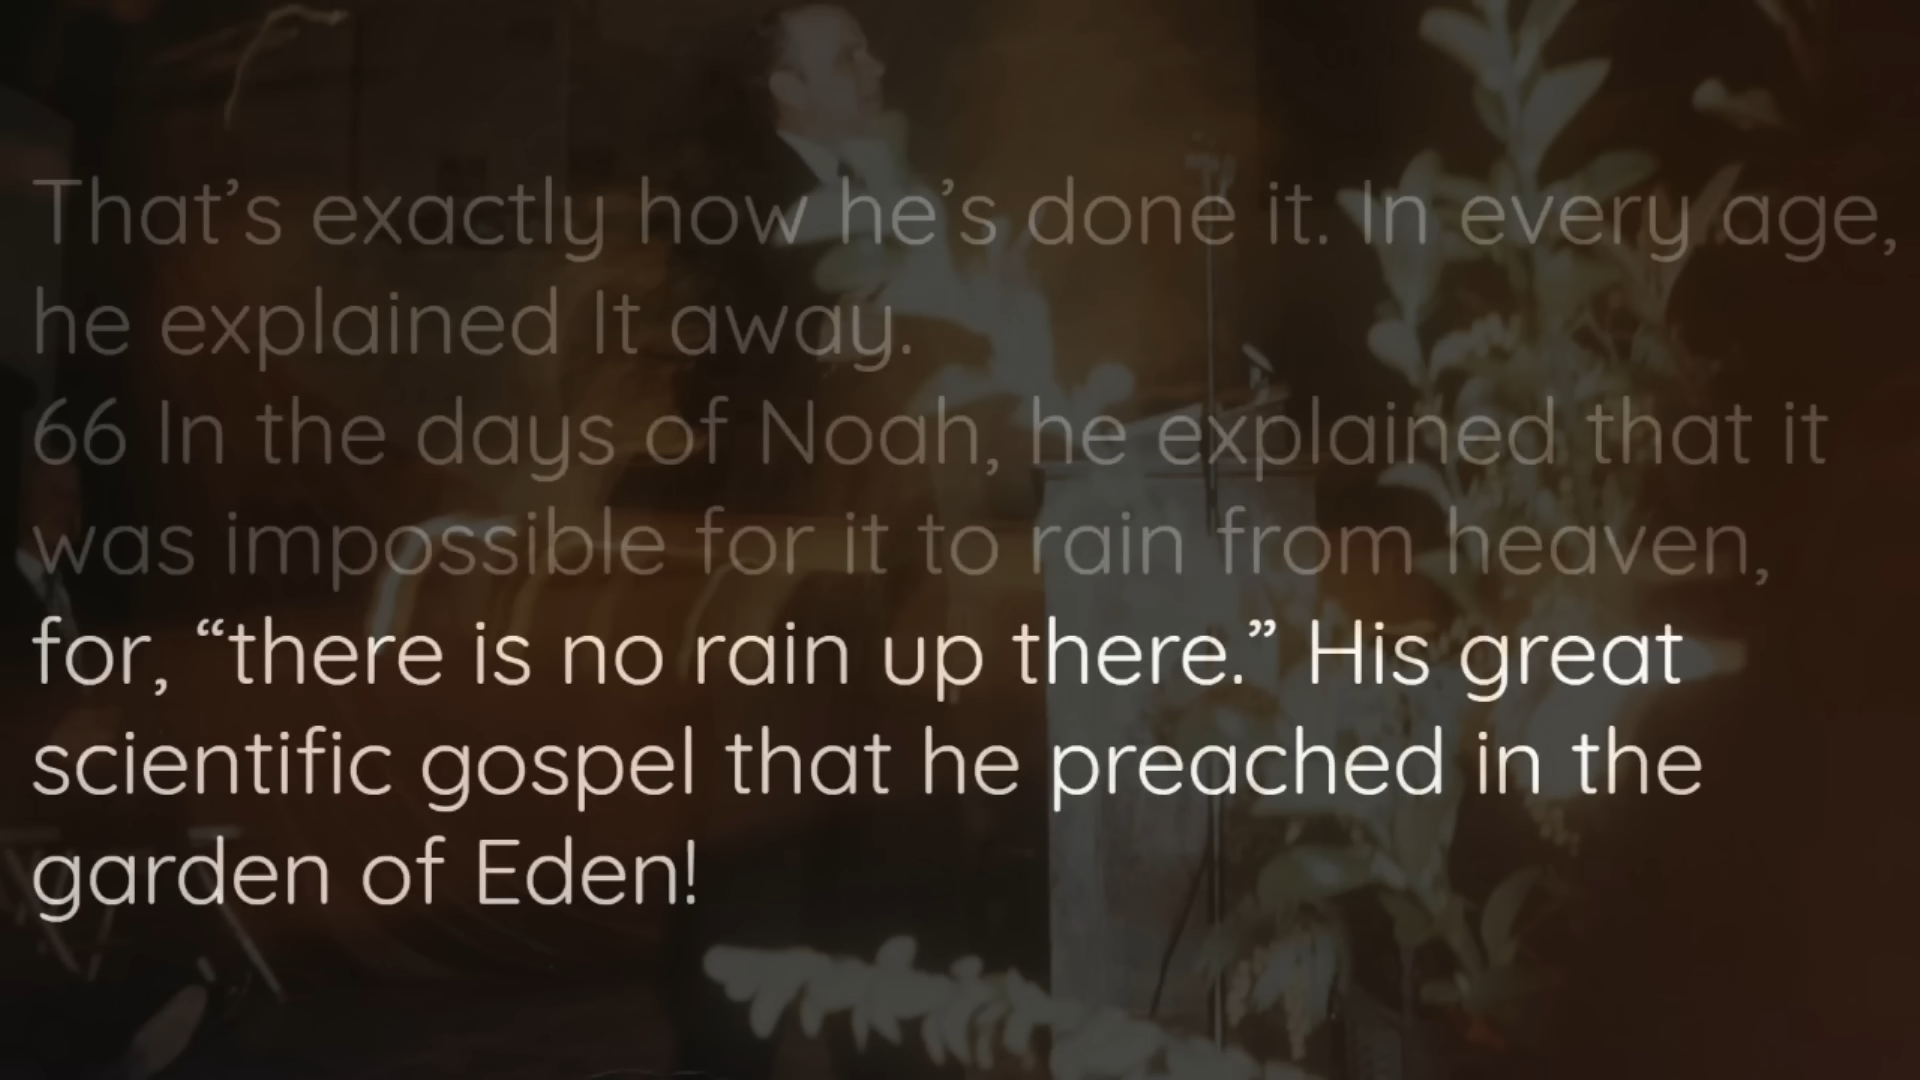 That’s exactly how he’s done it. In every age,
he explained It away.
66 In the days of Noah, he explained that it
was impossible for it to rain from heaven,
for, “there is no rain up there.” His great
scientific gospel that he preached in the
garden of Eden!